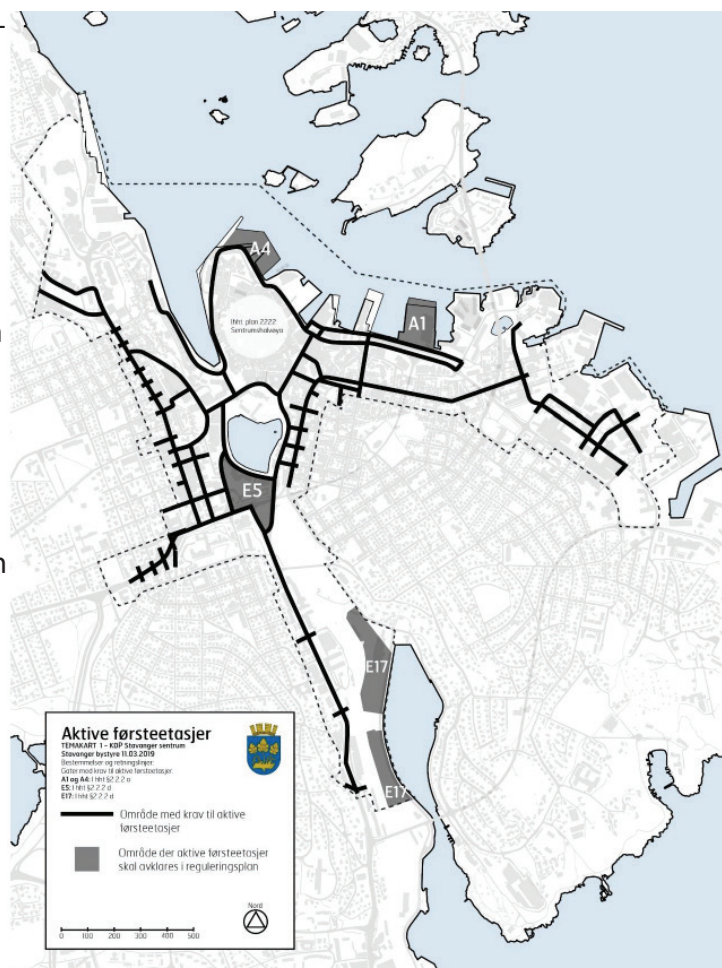 A4
Ihht. plan 2222
Sentrumshalvøya
A1
E5
E17
E17
Aktive førsteetasjer
TEMAKART 1 - KDP Stavanger sentrum
Stavanger bystyre 11.03.2019
Bestemmelser og retningslinjer:
Gater med krav til aktive førsteetasjer
A1 og A4: I hht §2.2.2 a
E5: I hht §2.2.2 d
E17: I hht §2.2.2 d
Område med krav til aktive
førsteetasjer
Område der aktive førsteetasjer
skal avklares i reguleringsplan
Nord
0 100 200 300 400 500